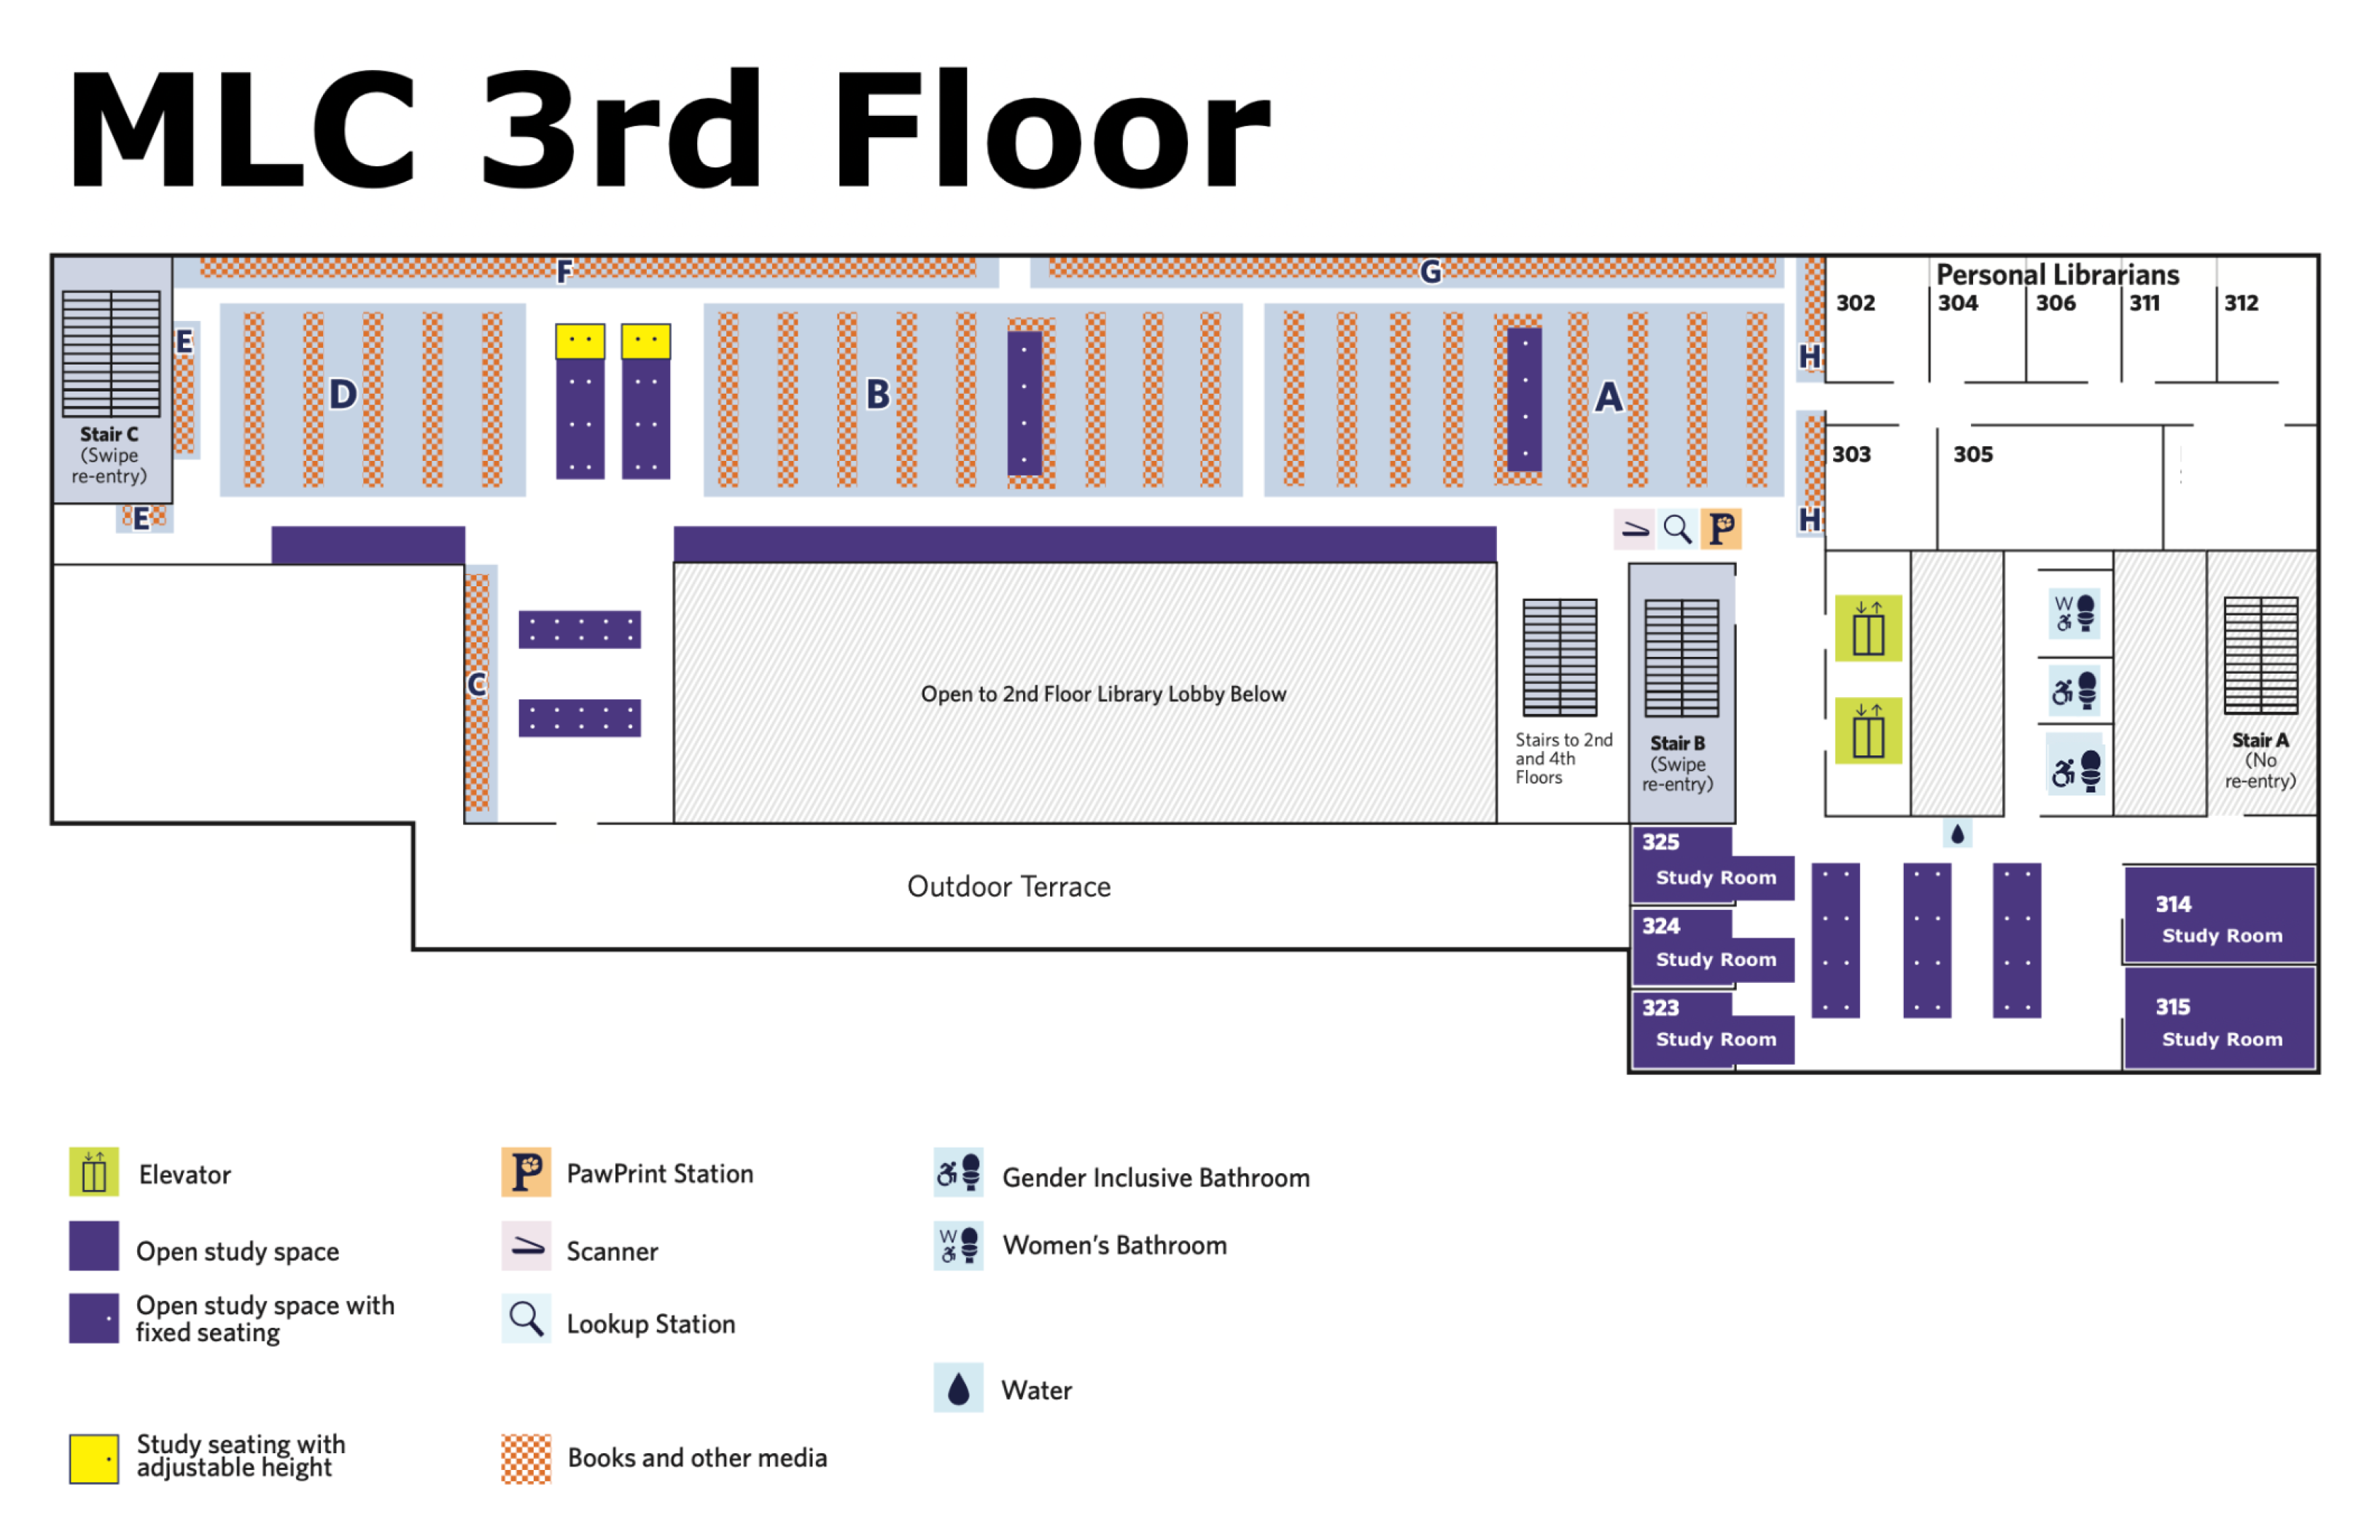 MLC 3rd Floor
F
G
Personal Librarians
302
304
306
311
312
E
H
D
B
A
Stair C
(Swipe
re-entry)
303
305
E
H
P
C
W
Open to 2nd Floor Library Lobby Below
Stairs to 2nd
and 4th
Floors
Stair B
(Swipe
re-entry)
Stair A
(No
re-entry)
325
Study Room
Outdoor Terrace
324
Study Room
323
Study Room
314
Study Room
315
Study Room
Elevator
P
PawPrint Station
Gender Inclusive Bathroom
Open study space
Scanner
W
Women's Bathroom
Open study space with
fixed seating
Lookup Station
Water
Study seating with
adjustable height
Books and other media